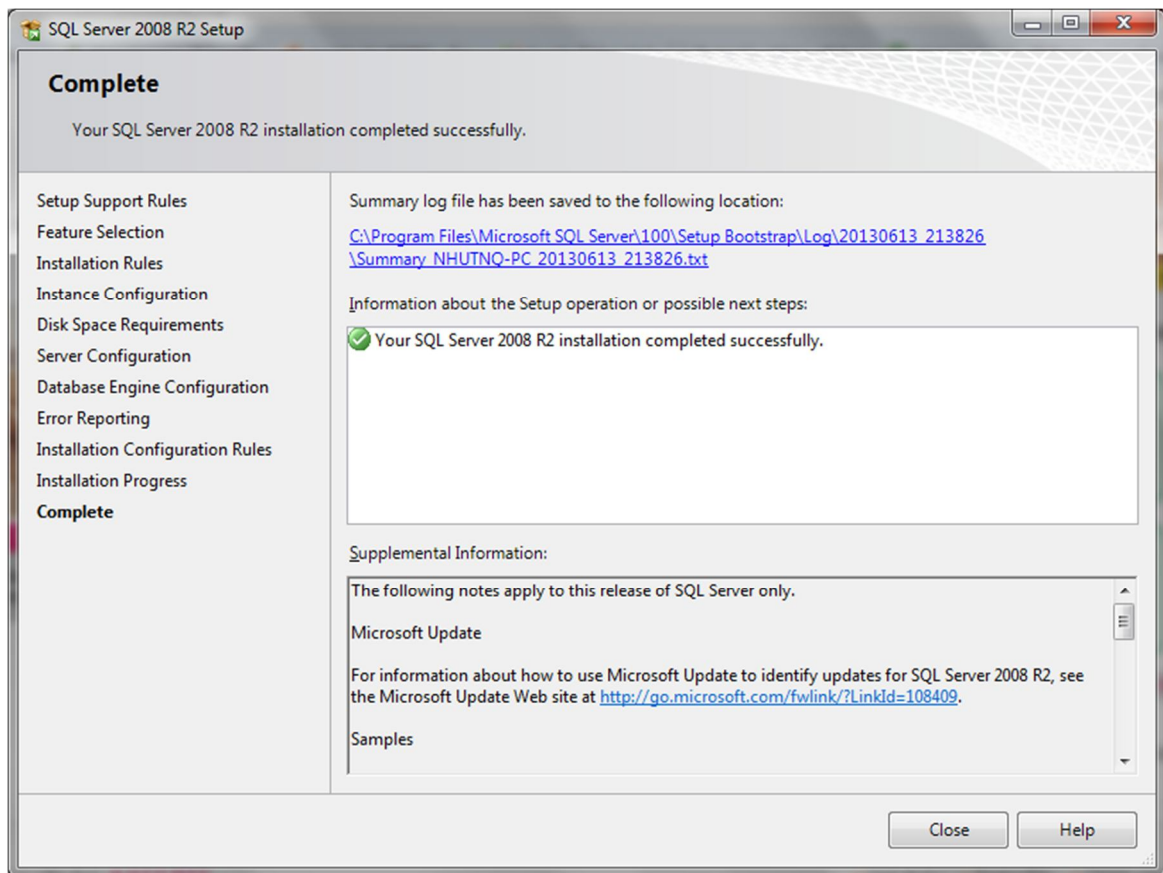 SQL Server 2008 R2 Setup
Complete
Your SQL Server 2008 R2 installation completed successfully.
Setup Support Rules
Feature Selection
Installation Rules
Instance Configuration
Disk Space Requirements
Server Configuration
Database Engine Configuration
Error Reporting
Installation Configuration Rules
Installation Progress
Complete
Summary log file has been saved to the following location:
C:\Program Files\Microsoft SQL Server\100\Setup Bootstrap\Log\20130613_213826
\Summary_NHUTNQ-PC_20130613_213826.txt
Information about the Setup operation or possible next steps:
Your SQL Server 2008 R2 installation completed successfully.
Supplemental Information:
The following notes apply to this release of SQL Server only.
Microsoft Update
For information about how to use Microsoft Update to identify updates for SQL Server 2008 R2, see
the Microsoft Update Web site at http://go.microsoft.com/fwlink/?LinkId=108409.
Samples
Close
Help